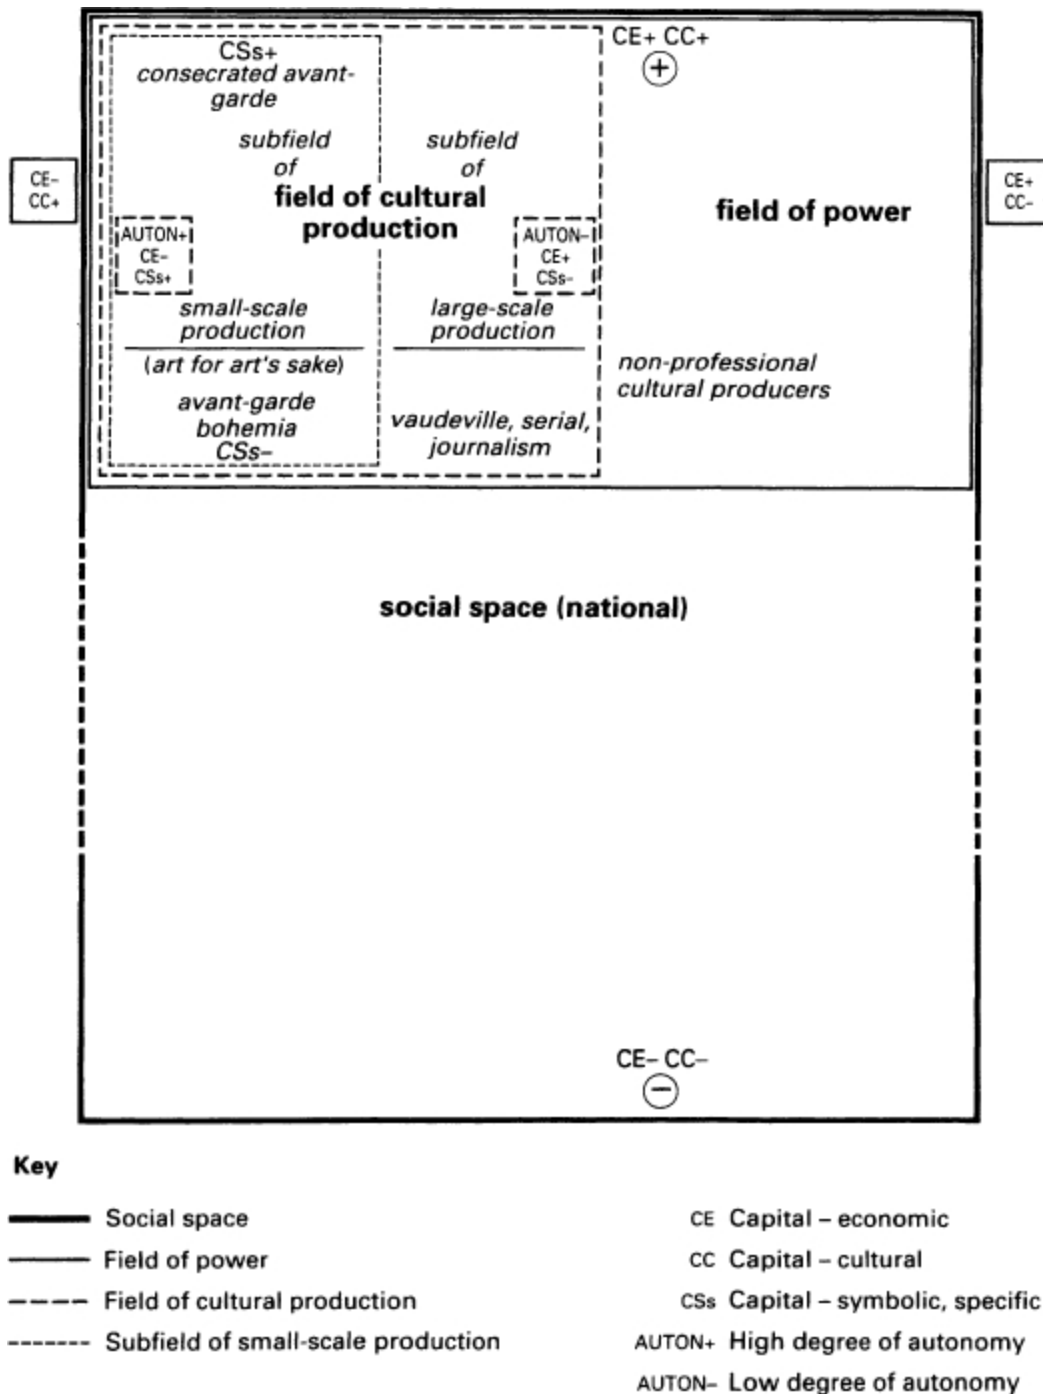 CSs+
consecrated avant-
garde
CE+ CC+
+
subfield
of
subfield
of
field of cultural
production
CE–
CC+
field of power
CE+
CC–
AUTON+
CE–
CSs+
AUTON–
CE+
CSs–
small-scale
production
large-scale
production
(art for art's sake)
avant-garde
bohemia
CSs–
vaudeville, serial,
journalism
non-professional
cultural producers
social space (national)
CE– CC–
–
Key
Social space
Field of power
Field of cultural production
Subfield of small-scale production
CE Capital – economic
CC Capital – cultural
CSs Capital – symbolic, specific
AUTON+ High degree of autonomy
AUTON– Low degree of autonomy